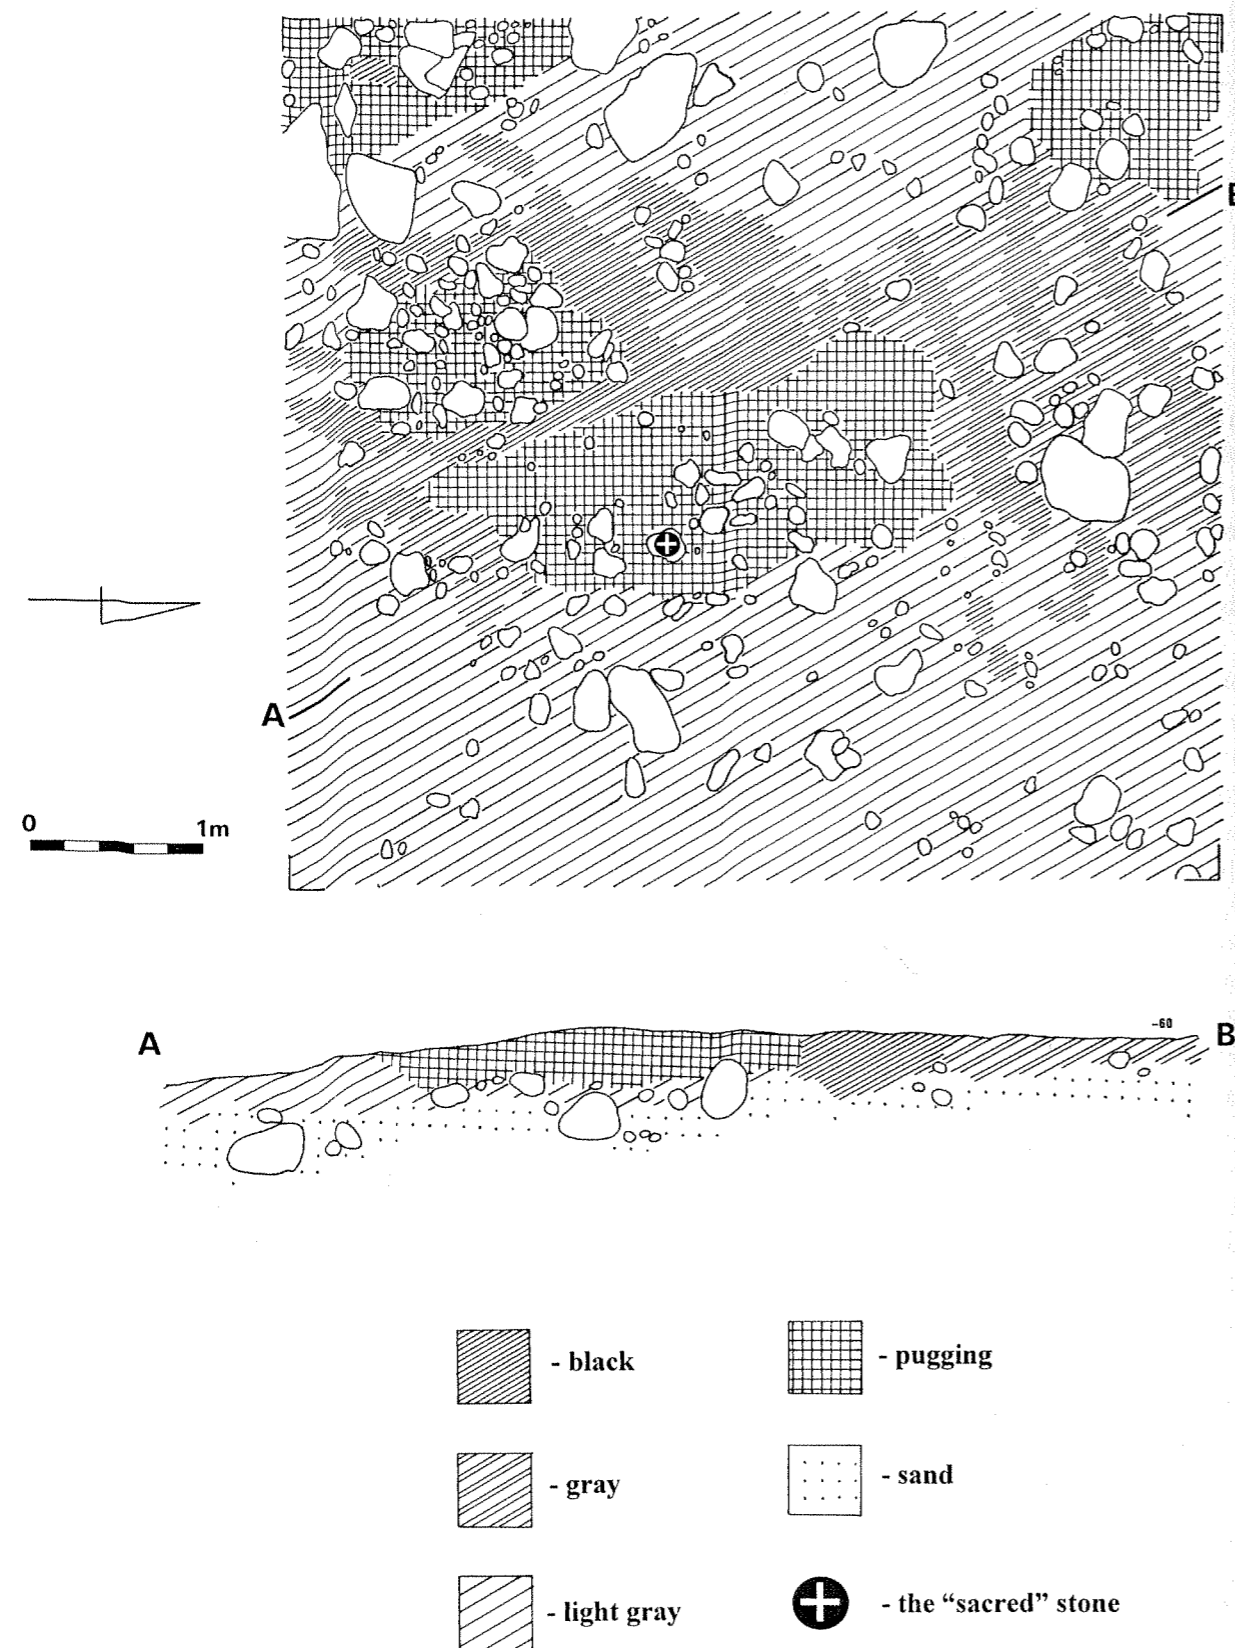 B
A
0 1m
A
-60
B
- black
- pugging
- gray
- sand
- light gray
- the “sacred” stone